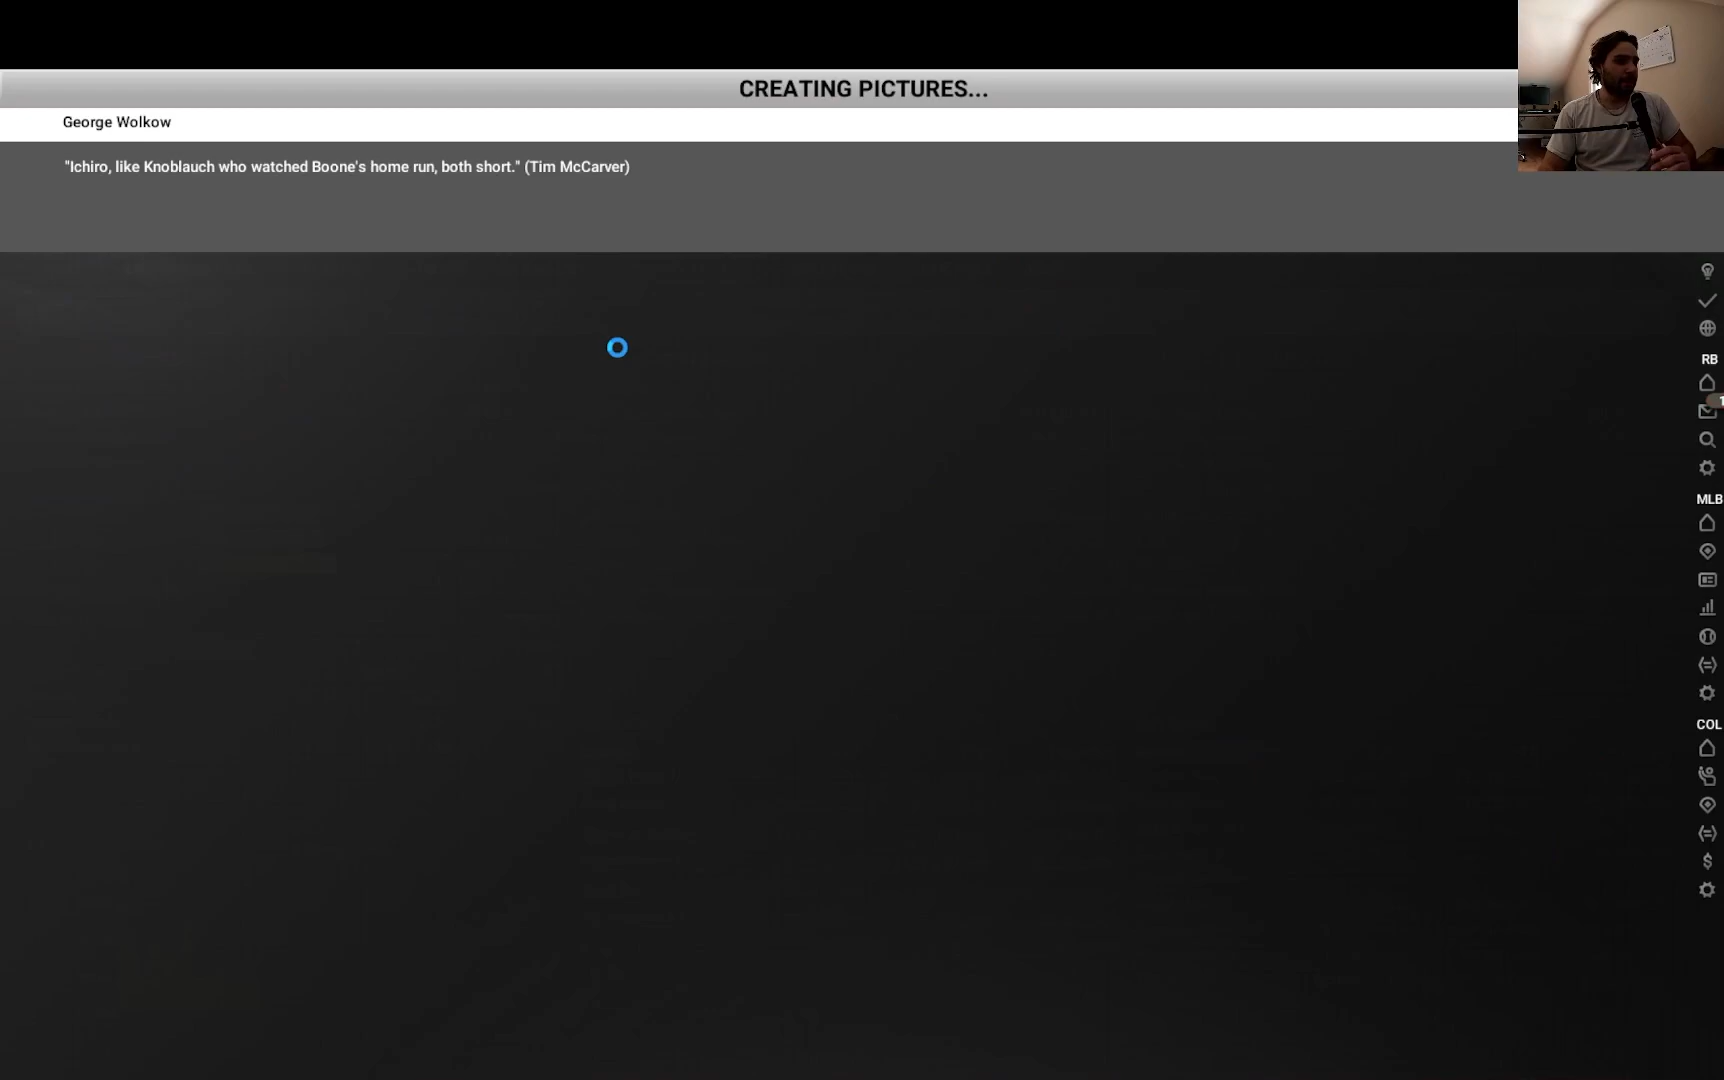 CREATING PICTURES...
George Wolkow
"Ichiro, like Knoblauch who watched Boone's home run, both short." (Tim McCarver)
RB
1
MLB
COL
$